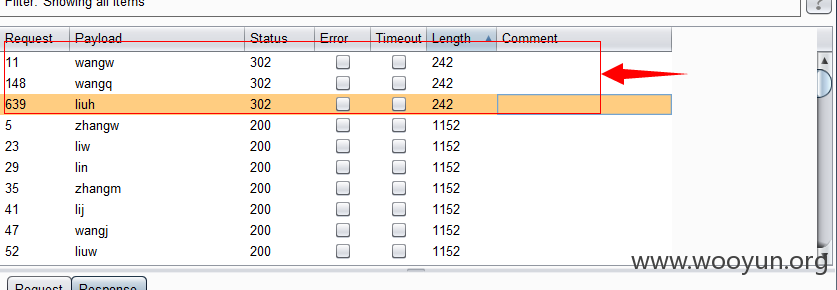 Filter: Showing all items
?
Request Payload Status Error Timeout Length Comment
11 wangw 302 242
148 wangq 302 242
639 liuh 302 242
5 zhangw 200 1152
23 liw 200 1152
29 lin 200 1152
35 zhangm 200 1152
41 lij 200 1152
47 wangj 200 1152
52 liuw 200 1152
www.wooyun.org
Request Response